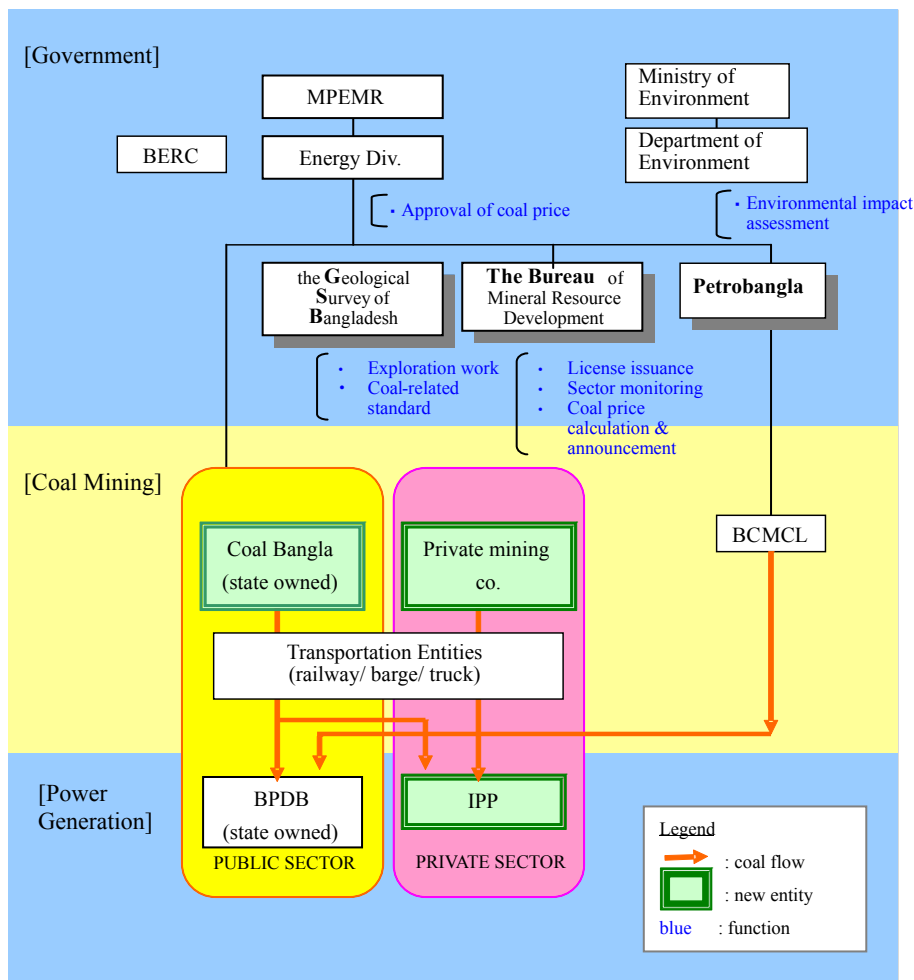 [Government]
MPEMR
Ministry of
Environment
BERC
Energy Div.
Department of
Environment
・Approval of coal price
・Environmental impact
assessment
the Geological
Survey of
Bangladesh
The Bureau of
Mineral Resource
Development
Petrobangla
・ Exploration work
・ Coal-related
standard
・ License issuance
・ Sector monitoring
・ Coal price
calculation &
announcement
[Coal Mining]
Coal Bangla
(state owned)
Private mining
co.
BCMCL
Transportation Entities
(railway/ barge/ truck)
[Power
Generation]
BPDB
(state owned)
IPP
PUBLIC SECTOR
PRIVATE SECTOR
Legend
: coal flow
: new entity
blue : function